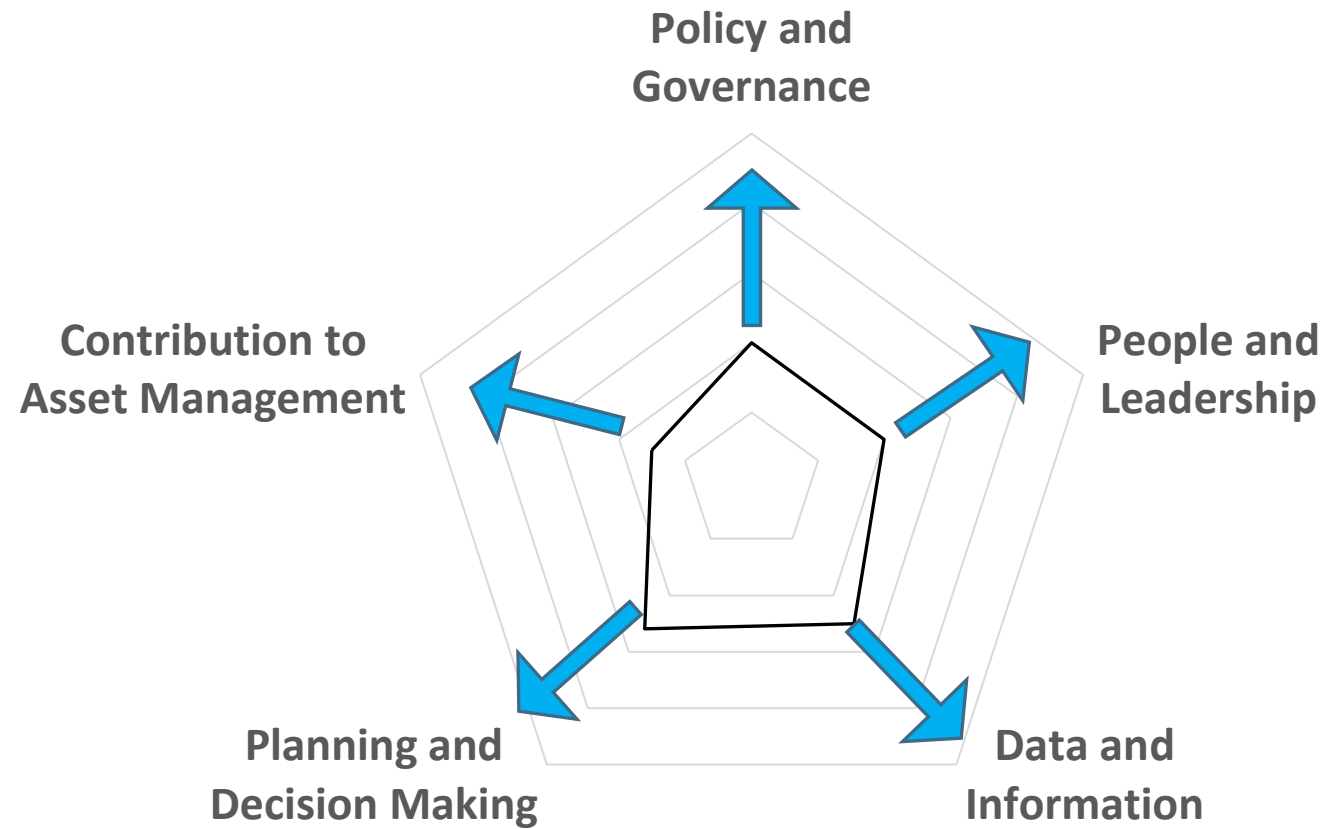 Policy and
Governance
People and
Leadership
Data and
Information
Planning and
Decision Making
Contribution to
Asset Management